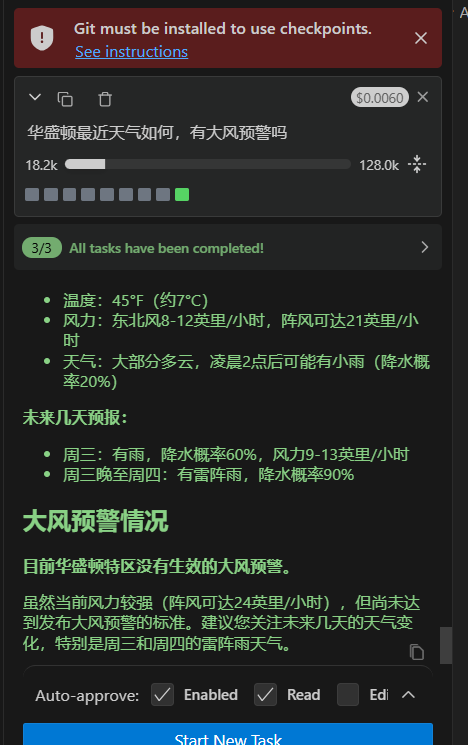 Git must be installed to use checkpoints.
See instructions
$0.0060
华盛顿最近天气如何，有大风预警吗
18.2k 128.0k
3/3 All tasks have been completed!
• 温度：45°F（约7°C）
• 风力：东北风8-12英里/小时，阵风可达21英里/小
时
• 天气：大部分多云，凌晨2点后可能有小雨（降水概
率20%）
未来几天预报：
• 周三：有雨，降水概率60%，风力9-13英里/小时
• 周三晚至周四：有雷阵雨，降水概率90%
大风预警情况
目前华盛顿特区没有生效的大风预警。
虽然当前风力较强（阵风可达24英里/小时），但尚未达
到发布大风预警的标准。建议您关注未来几天的天气变
化，特别是周三和周四的雷阵雨天气。
Auto-approve: Enabled Read Edi
Start New Task